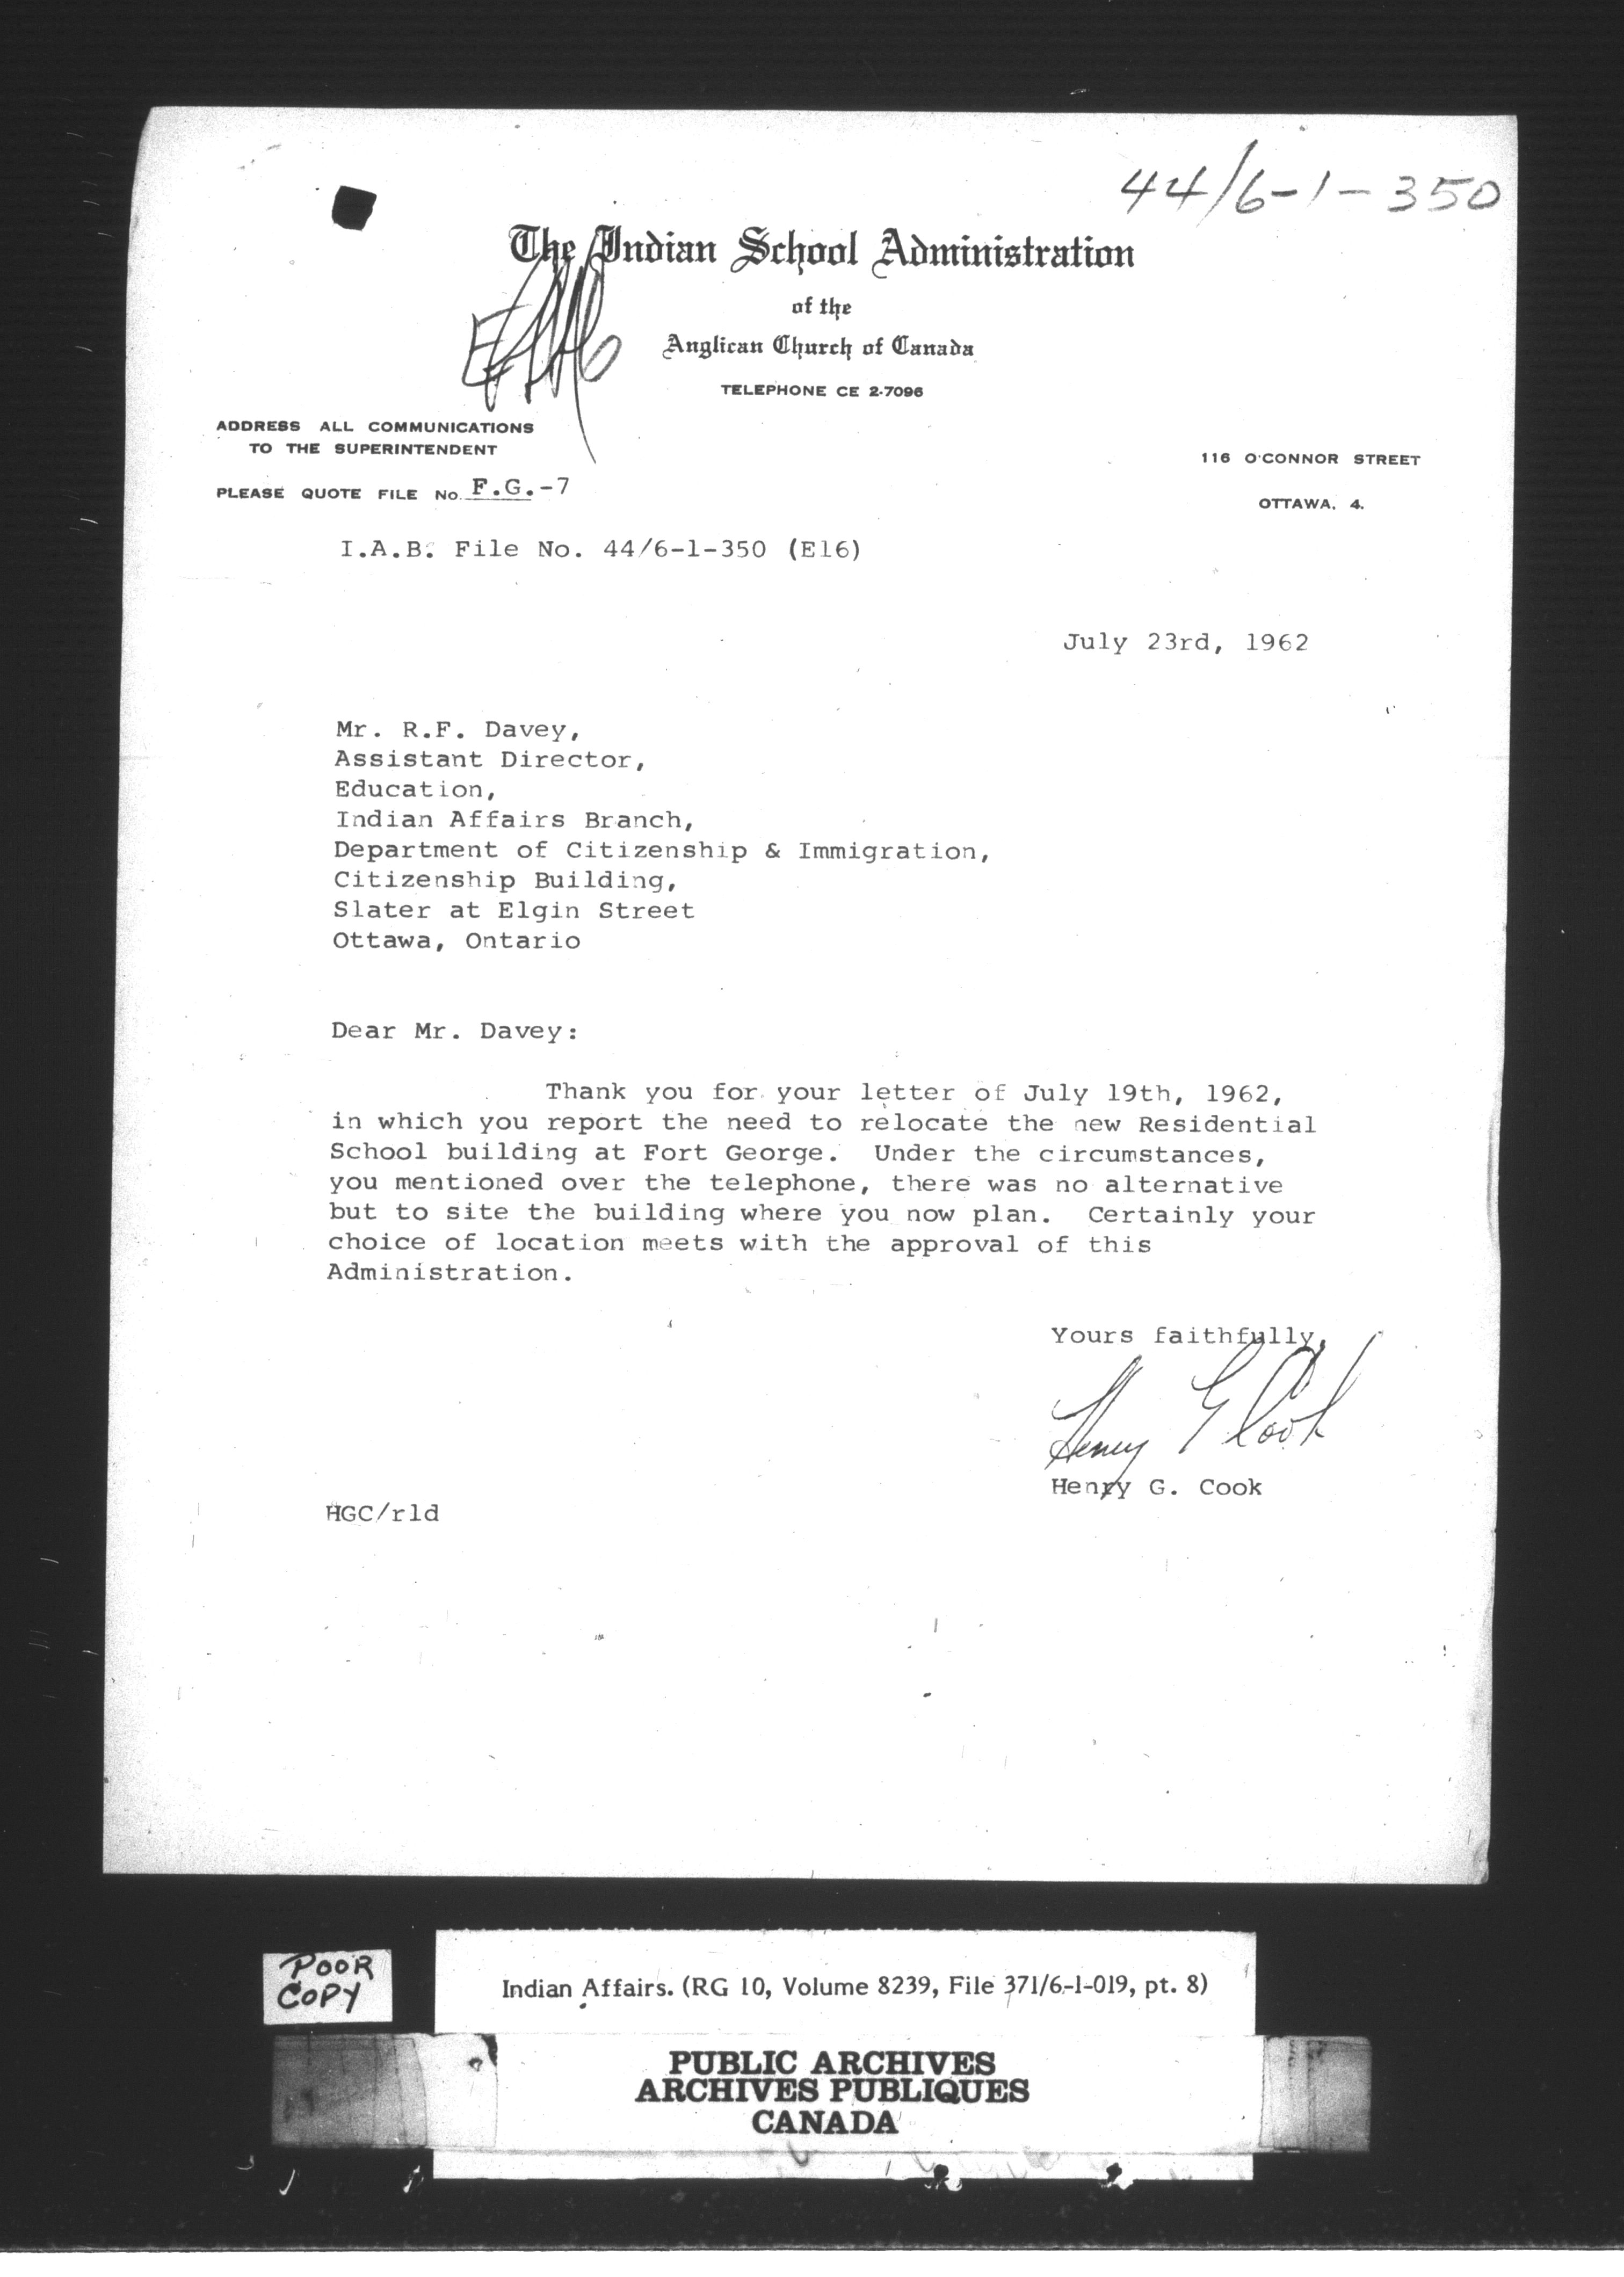 44/6-1-350
The Indian School Administration
of the
Anglican Church of Canada
TELEPHONE CE 2-7096
ADDRESS ALL COMMUNICATIONS
TO THE SUPERINTENDENT
PLEASE QUOTE FILE No. F.G.-7
116 O'CONNOR STREET
OTTAWA, 4.
I.A.B. File No. 44/6-1-350 (E16)
July 23rd, 1962
Mr. R.F. Davey,
Assistant Director,
Education,
Indian Affairs Branch,
Department of Citizenship & Immigration,
Citizenship Building,
Slater at Elgin Street
Ottawa, Ontario
Dear Mr. Davey:
Thank you for your letter of July 19th, 1962,
in which you report the need to relocate the new Residential
School building at Fort George. Under the circumstances,
you mentioned over the telephone, there was no alternative
but to site the building where you now plan. Certainly your
choice of location meets with the approval of this
Administration.
Yours faithfully,
Henry G Cook
Henry G. Cook
HGC/rld
POOR
COPY
Indian Affairs. (RG 10, Volume 8239, File 371/6-1-019, pt. 8)
PUBLIC ARCHIVES
ARCHIVES PUBLIQUES
CANADA